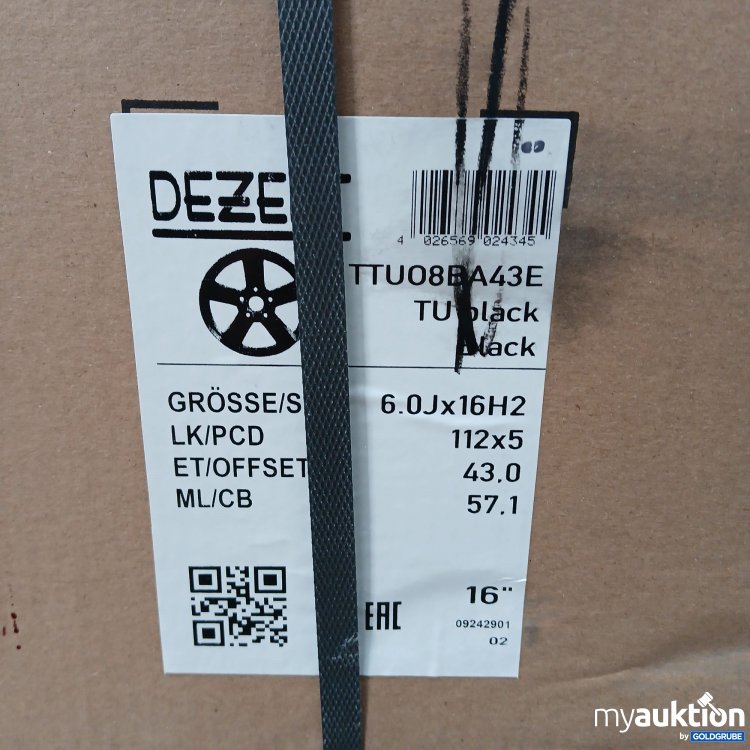 DEZE
4 026569 024345
TTU08BA43E
TU black
black
GRÖSSE/S 6.0Jx16H2
LK/PCD 112x5
ET/OFFSET 43.0
ML/CB 57.1
16"
EAC
09242901
02
myauktion
by GOLDGRUBE